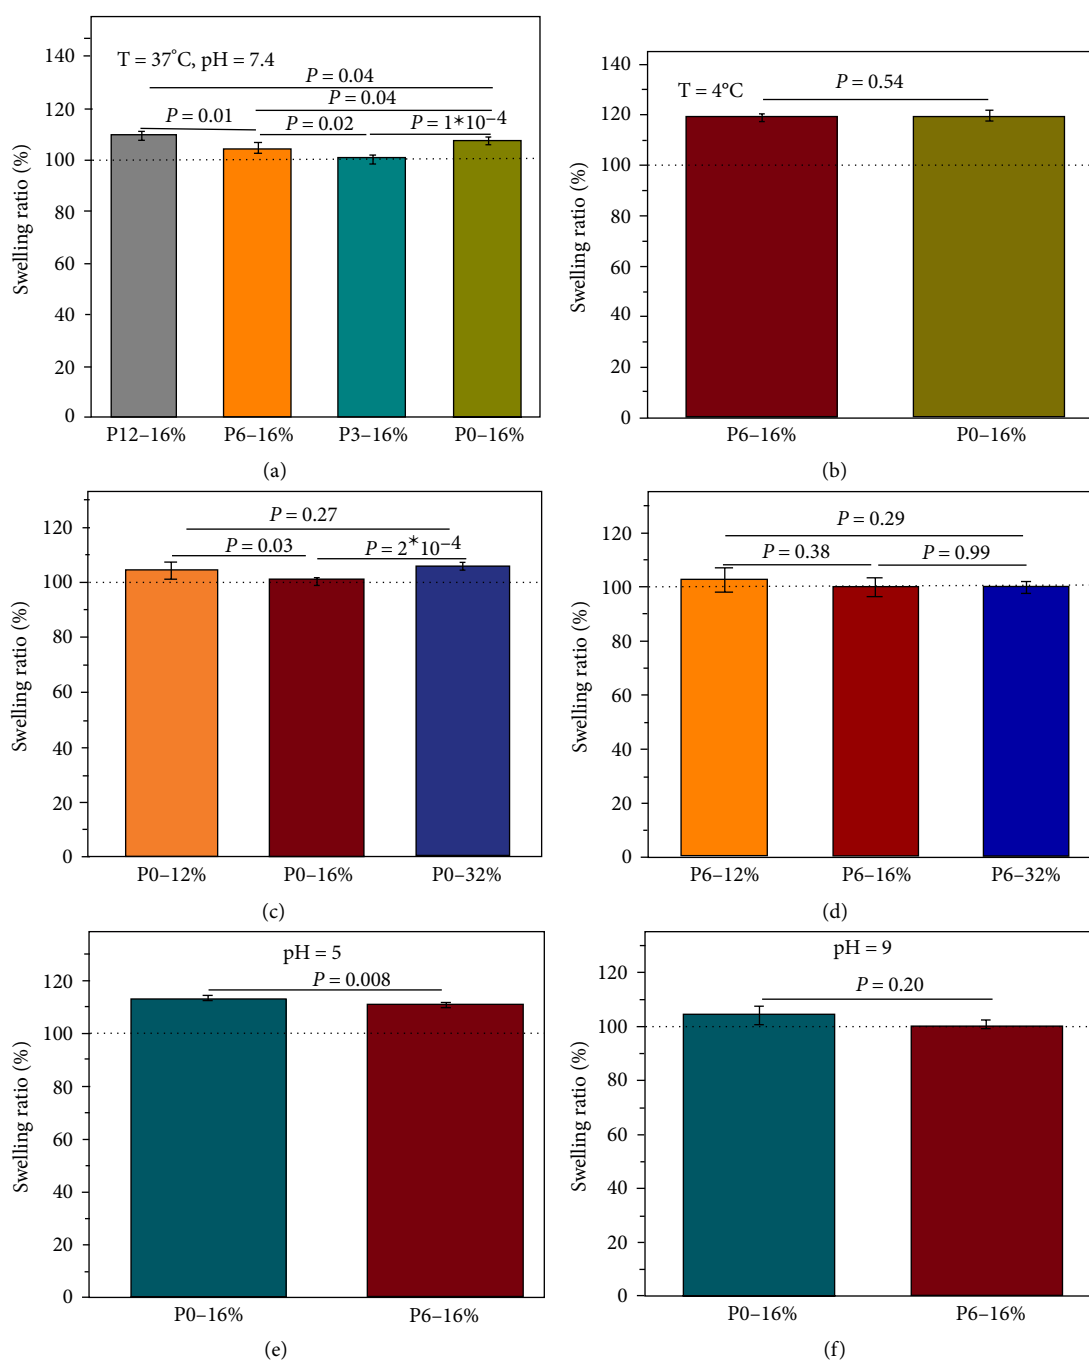 T = 37°C, pH = 7.4
P = 0.04
P = 0.04
P = 0.01
P = 0.02
P = 1*10–4
140
120
100
80
60
40
20
0
Swelling ratio (%)
P12–16%
P6–16%
P3–16%
P0–16%
(a)
T = 4°C
P = 0.54
140
120
100
80
60
40
20
0
Swelling ratio (%)
P6–16%
P0–16%
(b)
P = 0.27
P = 0.03
P = 2*10–4
120
100
80
60
40
20
0
Swelling ratio (%)
P0–12%
P0–16%
P0–32%
(c)
P = 0.29
P = 0.38
P = 0.99
120
100
80
60
40
20
0
Swelling ratio (%)
P6–12%
P6–16%
P6–32%
(d)
pH = 5
P = 0.008
120
100
80
60
40
20
0
Swelling ratio (%)
P0–16%
P6–16%
(e)
pH = 9
P = 0.20
120
100
80
60
40
20
0
Swelling ratio (%)
P0–16%
P6–16%
(f)